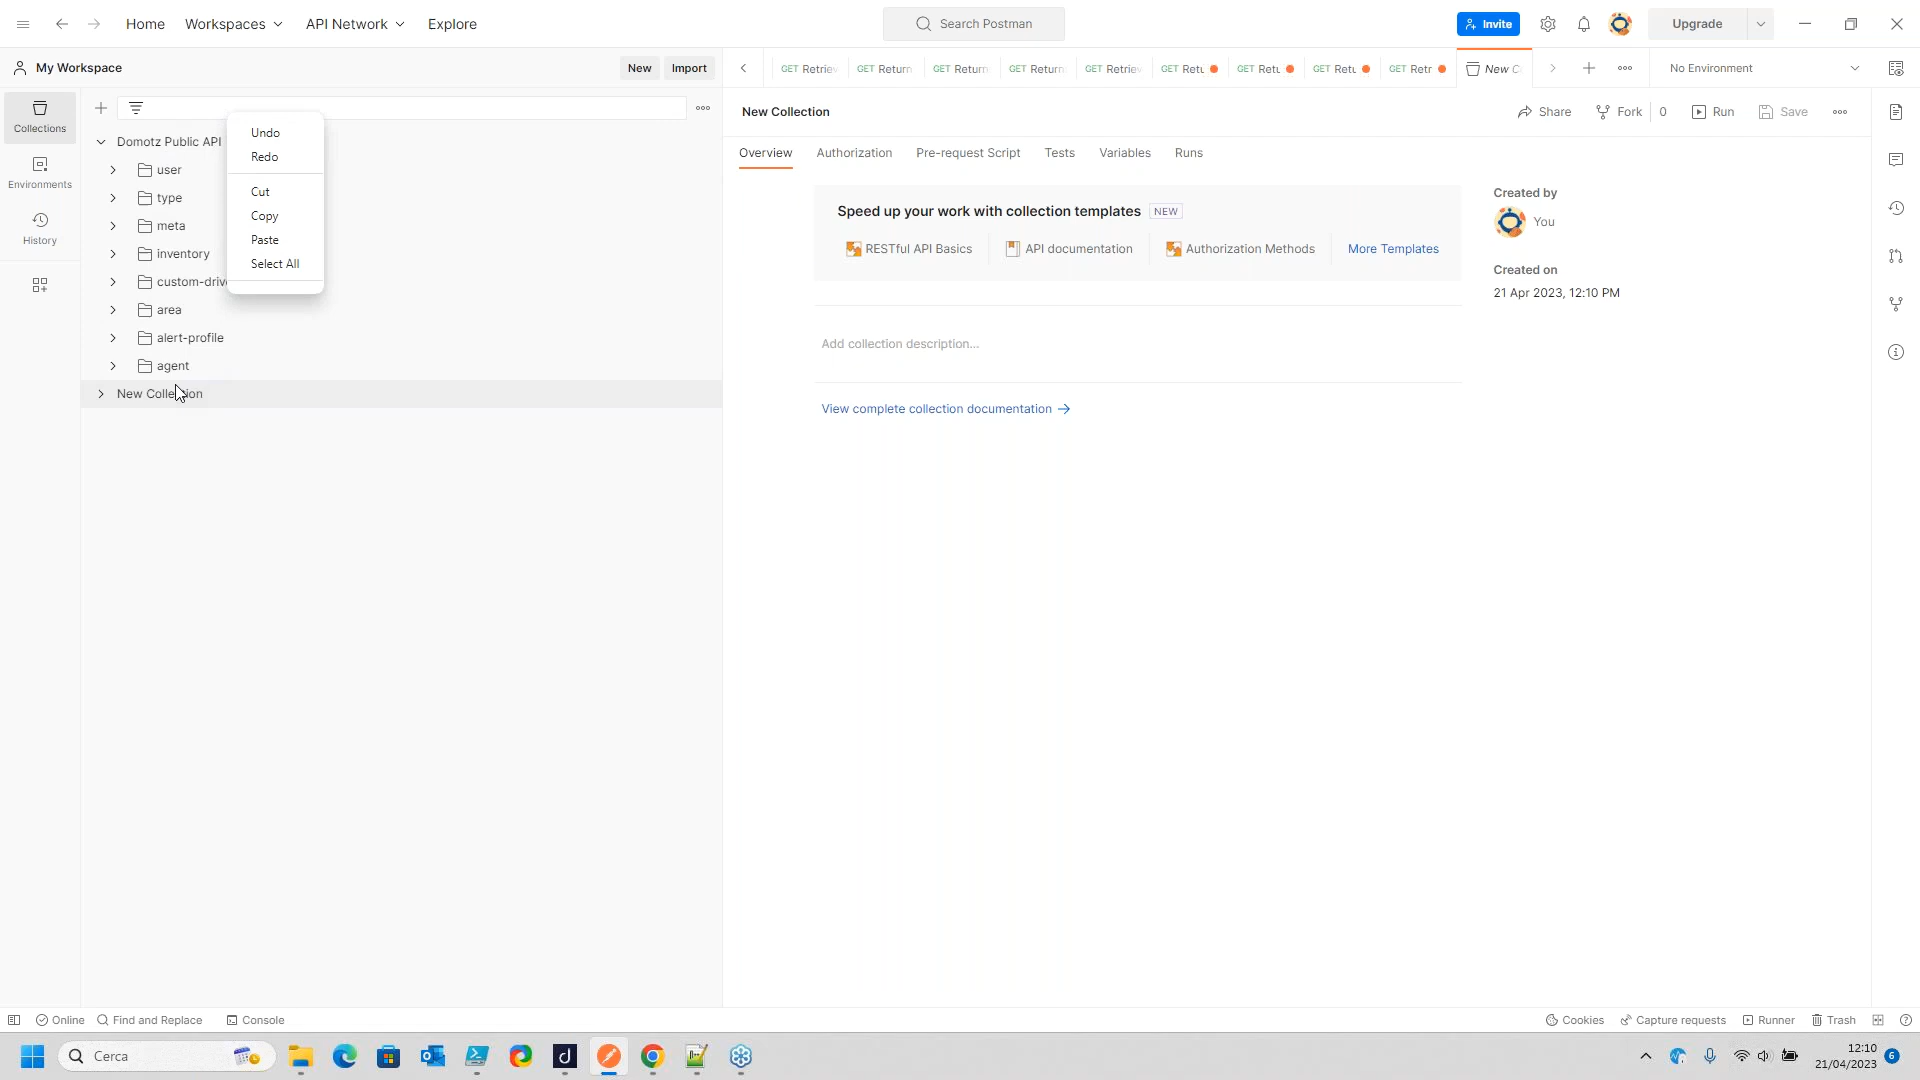 Home
Workspaces
API Network
Explore
Search Postman
Invite
Upgrade
My Workspace
New
Import
GET Retriev
GET Return
GET Return
GET Return
GET Retriev
GET Retu
GET Retu
GET Retu
GET Retr
New C
No Environment
Collections
Environments
History
Domotz Public API
user
type
meta
inventory
custom-drive
area
alert-profile
agent
New Collection
Undo
Redo
Cut
Copy
Paste
Select All
New Collection
Share
Fork
0
Run
Save
Overview
Authorization
Pre-request Script
Tests
Variables
Runs
Speed up your work with collection templates
NEW
RESTful API Basics
API documentation
Authorization Methods
More Templates
Add collection description...
View complete collection documentation
Created by
You
Created on
21 Apr 2023, 12:10 PM
Online
Find and Replace
Console
Cookies
Capture requests
Runner
Trash
Cerca
12:10
21/04/2023
6